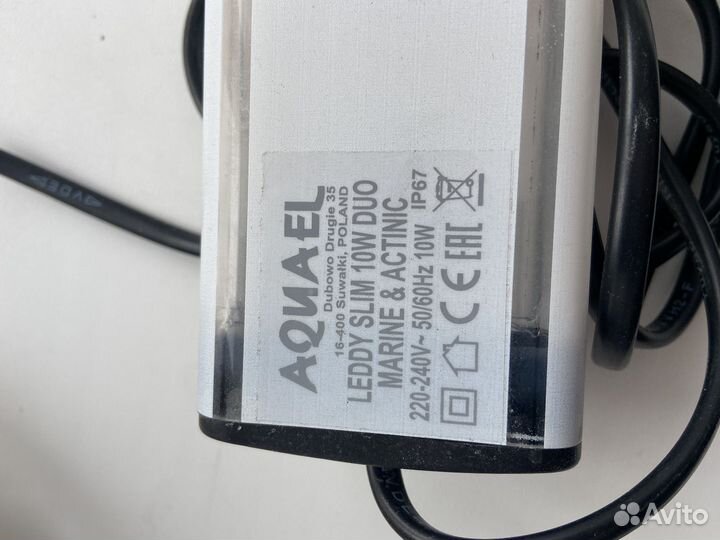 AQUAEL
Dubowo Drugie 35
16-400 Suwałki, POLAND
LEDDY SLIM 10W DUO
MARINE & ACTINIC
220-240V~ 50/60Hz 10W IP67
CE EAC
VDE
Avito